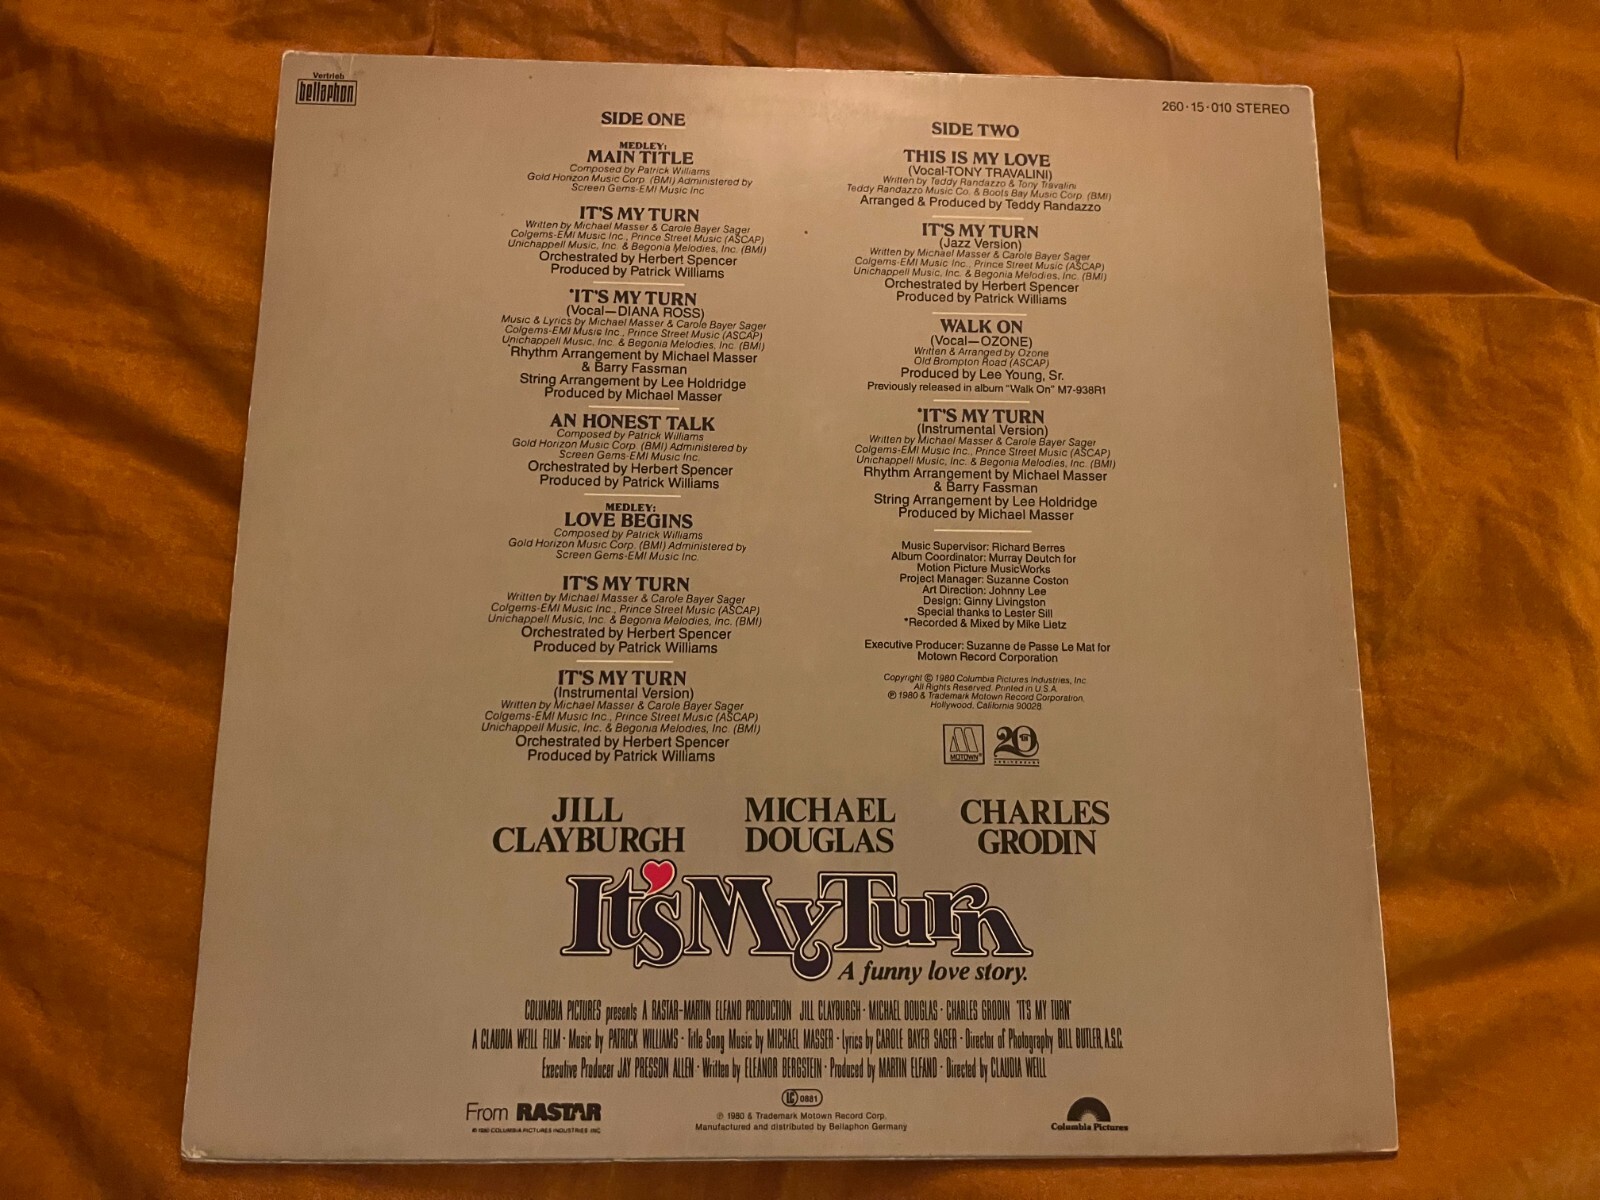 Vertrieb
bellaphon
260·15·010 STEREO
SIDE ONE
MEDLEY:
MAIN TITLE
Composed by Patrick Williams
Gold Horizon Music Corp. (BMI) Administered by
Screen Gems-EMI Music Inc
IT'S MY TURN
Written by Michael Masser & Carole Bayer Sager
Colgems-EMI Music Inc., Prince Street Music (ASCAP)
Unichappell Music, Inc. & Begonia Melodies, Inc. (BMI)
Orchestrated by Herbert Spencer
Produced by Patrick Williams
*IT'S MY TURN
(Vocal—DIANA ROSS)
Music & Lyrics by Michael Masser & Carole Bayer Sager
Colgems-EMI Music Inc., Prince Street Music (ASCAP)
Unichappell Music, Inc. & Begonia Melodies, Inc. (BMI)
*Rhythm Arrangement by Michael Masser
& Barry Fassman
String Arrangement by Lee Holdridge
Produced by Michael Masser
AN HONEST TALK
Composed by Patrick Williams
Gold Horizon Music Corp. (BMI) Administered by
Screen Gems-EMI Music Inc.
Orchestrated by Herbert Spencer
Produced by Patrick Williams
MEDLEY:
LOVE BEGINS
Composed by Patrick Williams
Gold Horizon Music Corp. (BMI) Administered by
Screen Gems-EMI Music Inc.
IT'S MY TURN
Written by Michael Masser & Carole Bayer Sager
Colgems-EMI Music Inc., Prince Street Music (ASCAP)
Unichappell Music, Inc. & Begonia Melodies, Inc. (BMI)
Orchestrated by Herbert Spencer
Produced by Patrick Williams
IT'S MY TURN
(Instrumental Version)
Written by Michael Masser & Carole Bayer Sager
Colgems-EMI Music Inc., Prince Street Music (ASCAP)
Unichappell Music, Inc. & Begonia Melodies, Inc. (BMI)
Orchestrated by Herbert Spencer
Produced by Patrick Williams
SIDE TWO
THIS IS MY LOVE
(Vocal-TONY TRAVALINI)
Written by Teddy Randazzo & Tony Travalini
Teddy Randazzo Music Co. & Boots Bay Music Corp. (BMI)
Arranged & Produced by Teddy Randazzo
IT'S MY TURN
(Jazz Version)
Written by Michael Masser & Carole Bayer Sager
Colgems-EMI Music Inc., Prince Street Music (ASCAP)
Unichappell Music, Inc. & Begonia Melodies, Inc. (BMI)
Orchestrated by Herbert Spencer
Produced by Patrick Williams
WALK ON
(Vocal—OZONE)
Written & Arranged by Ozone
Old Brompton Road (ASCAP)
Produced by Lee Young, Sr.
Previously released in album "Walk On" M7-938R1
*IT'S MY TURN
(Instrumental Version)
Written by Michael Masser & Carole Bayer Sager
Colgems-EMI Music Inc., Prince Street Music (ASCAP)
Unichappell Music, Inc. & Begonia Melodies, Inc. (BMI)
Rhythm Arrangement by Michael Masser
& Barry Fassman
String Arrangement by Lee Holdridge
Produced by Michael Masser
Music Supervisor: Richard Berres
Album Coordinator: Murray Deutch for
Motion Picture MusicWorks
Project Manager: Suzanne Coston
Art Direction: Johnny Lee
Design: Ginny Livingston
Special thanks to Lester Sill
*Recorded & Mixed by Mike Lietz
Executive Producer: Suzanne de Passe Le Mat for
Motown Record Corporation
Copyright © 1980 Columbia Pictures Industries, Inc.
All Rights Reserved. Printed in U.S.A.
℗ 1980 & Trademark Motown Record Corporation,
Hollywood, California 90028
MOTOWN
20
ANNIVERSARY
JILL CLAYBURGH
MICHAEL DOUGLAS
CHARLES GRODIN
It's My Turn
A funny love story.
COLUMBIA PICTURES presents A RASTAR-MARTIN ELFAND PRODUCTION JILL CLAYBURGH · MICHAEL DOUGLAS · CHARLES GRODIN "IT'S MY TURN"
A CLAUDIA WEILL FILM · Music by PATRICK WILLIAMS · Title Song Music by MICHAEL MASSER · Lyrics by CAROLE BAYER SAGER · Director of Photography BILL BUTLER, A.S.C.
Executive Producer JAY PRESSON ALLEN · Written by ELEANOR BERGSTEIN · Produced by MARTIN ELFAND · Directed by CLAUDIA WEILL
From RASTAR
© 1980 COLUMBIA PICTURES INDUSTRIES, INC.
LC 0881
℗ 1980 & Trademark Motown Record Corp.
Manufactured and distributed by Bellaphon Germany
Columbia Pictures